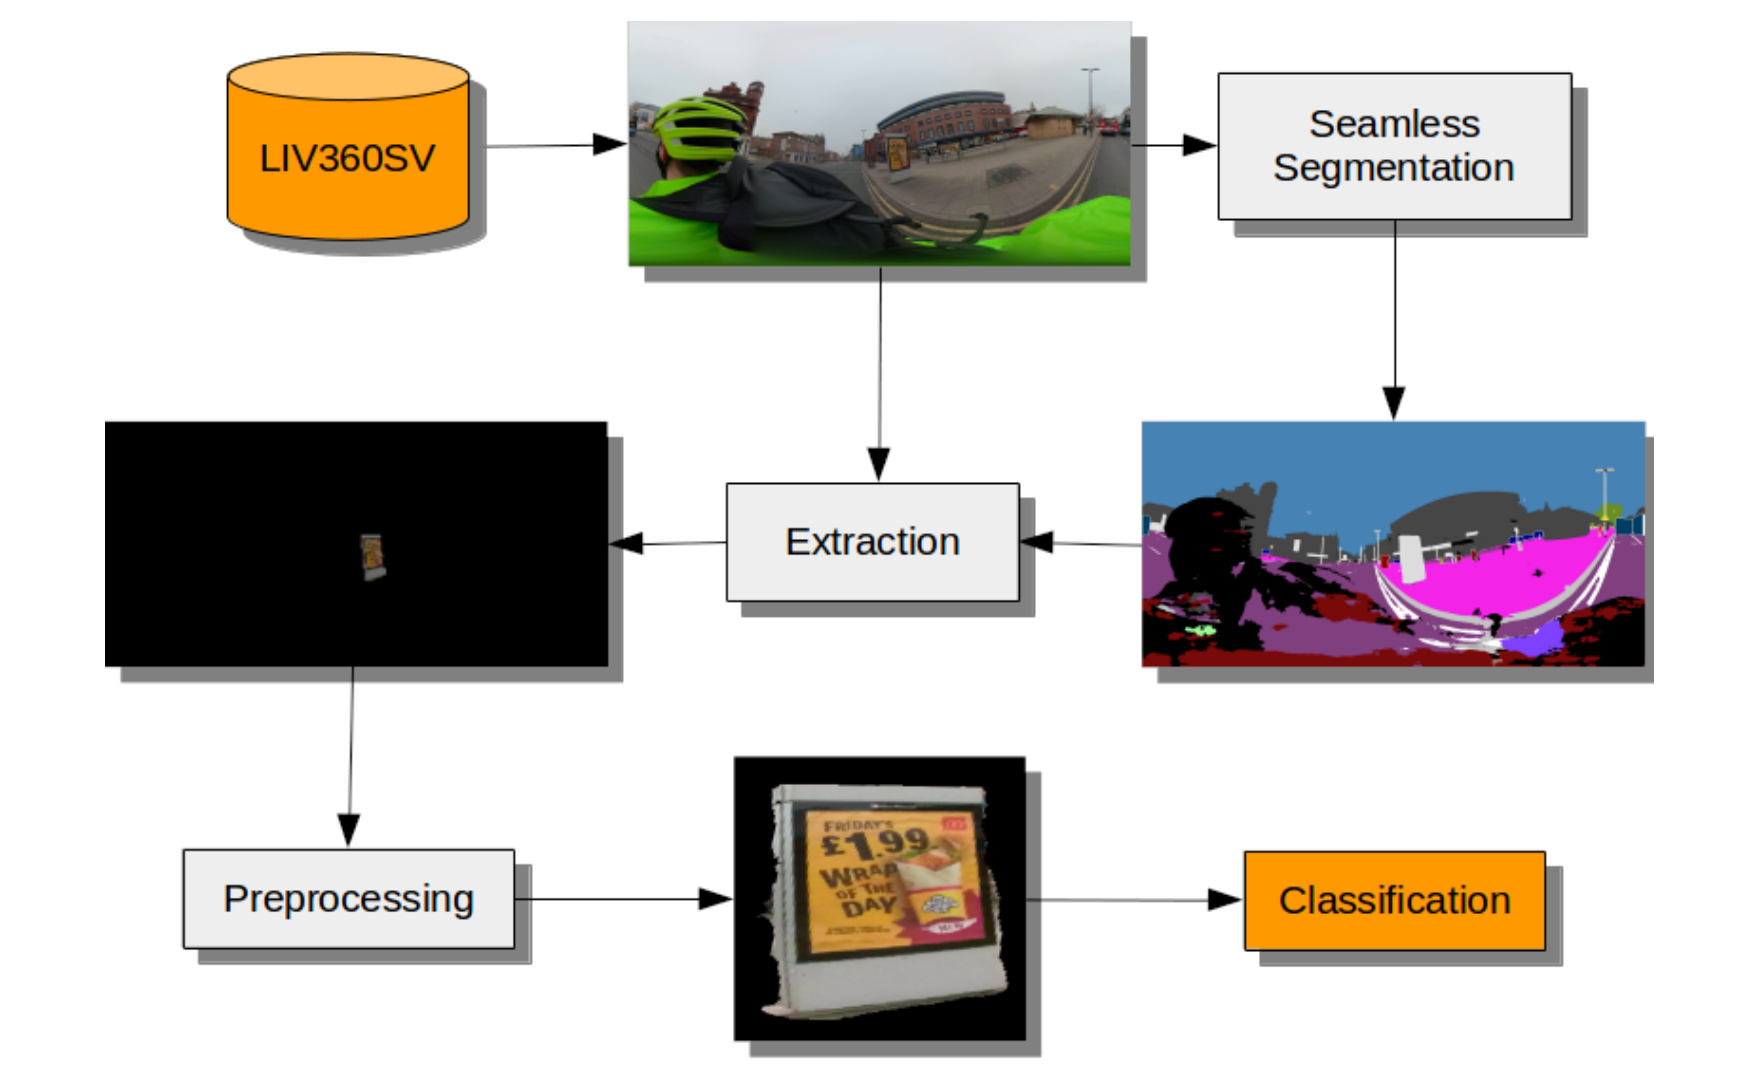 LIV360SV
Seamless
Segmentation
Extraction
Preprocessing
FRIDAY'S
£1.99
WRAP
OF THE
DAY
Classification